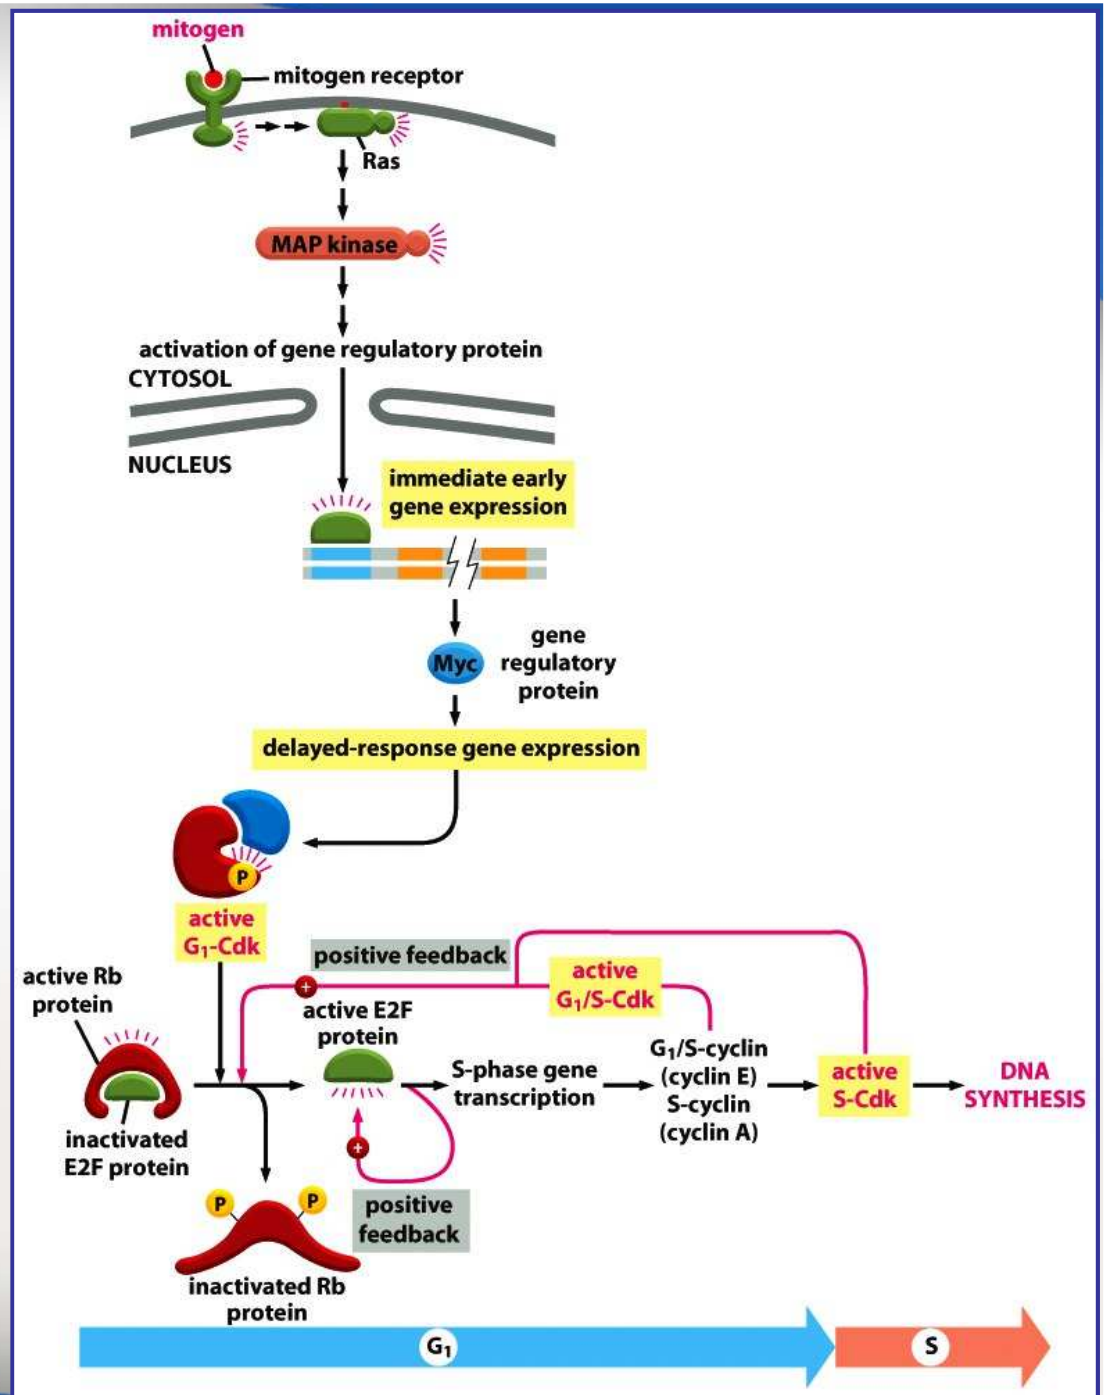 mitogen
mitogen receptor
Ras
MAP kinase
activation of gene regulatory protein
CYTOSOL
NUCLEUS
immediate early
gene expression
Myc
gene
regulatory
protein
delayed-response gene expression
P
active
G₁-Cdk
positive feedback
active
G₁/S-Cdk
active Rb
protein
+
active E2F
protein
inactivated
E2F protein
S-phase gene
transcription
G₁/S-cyclin
(cyclin E)
S-cyclin
(cyclin A)
active
S-Cdk
DNA
SYNTHESIS
+
positive
feedback
P
P
inactivated Rb
protein
G₁
S